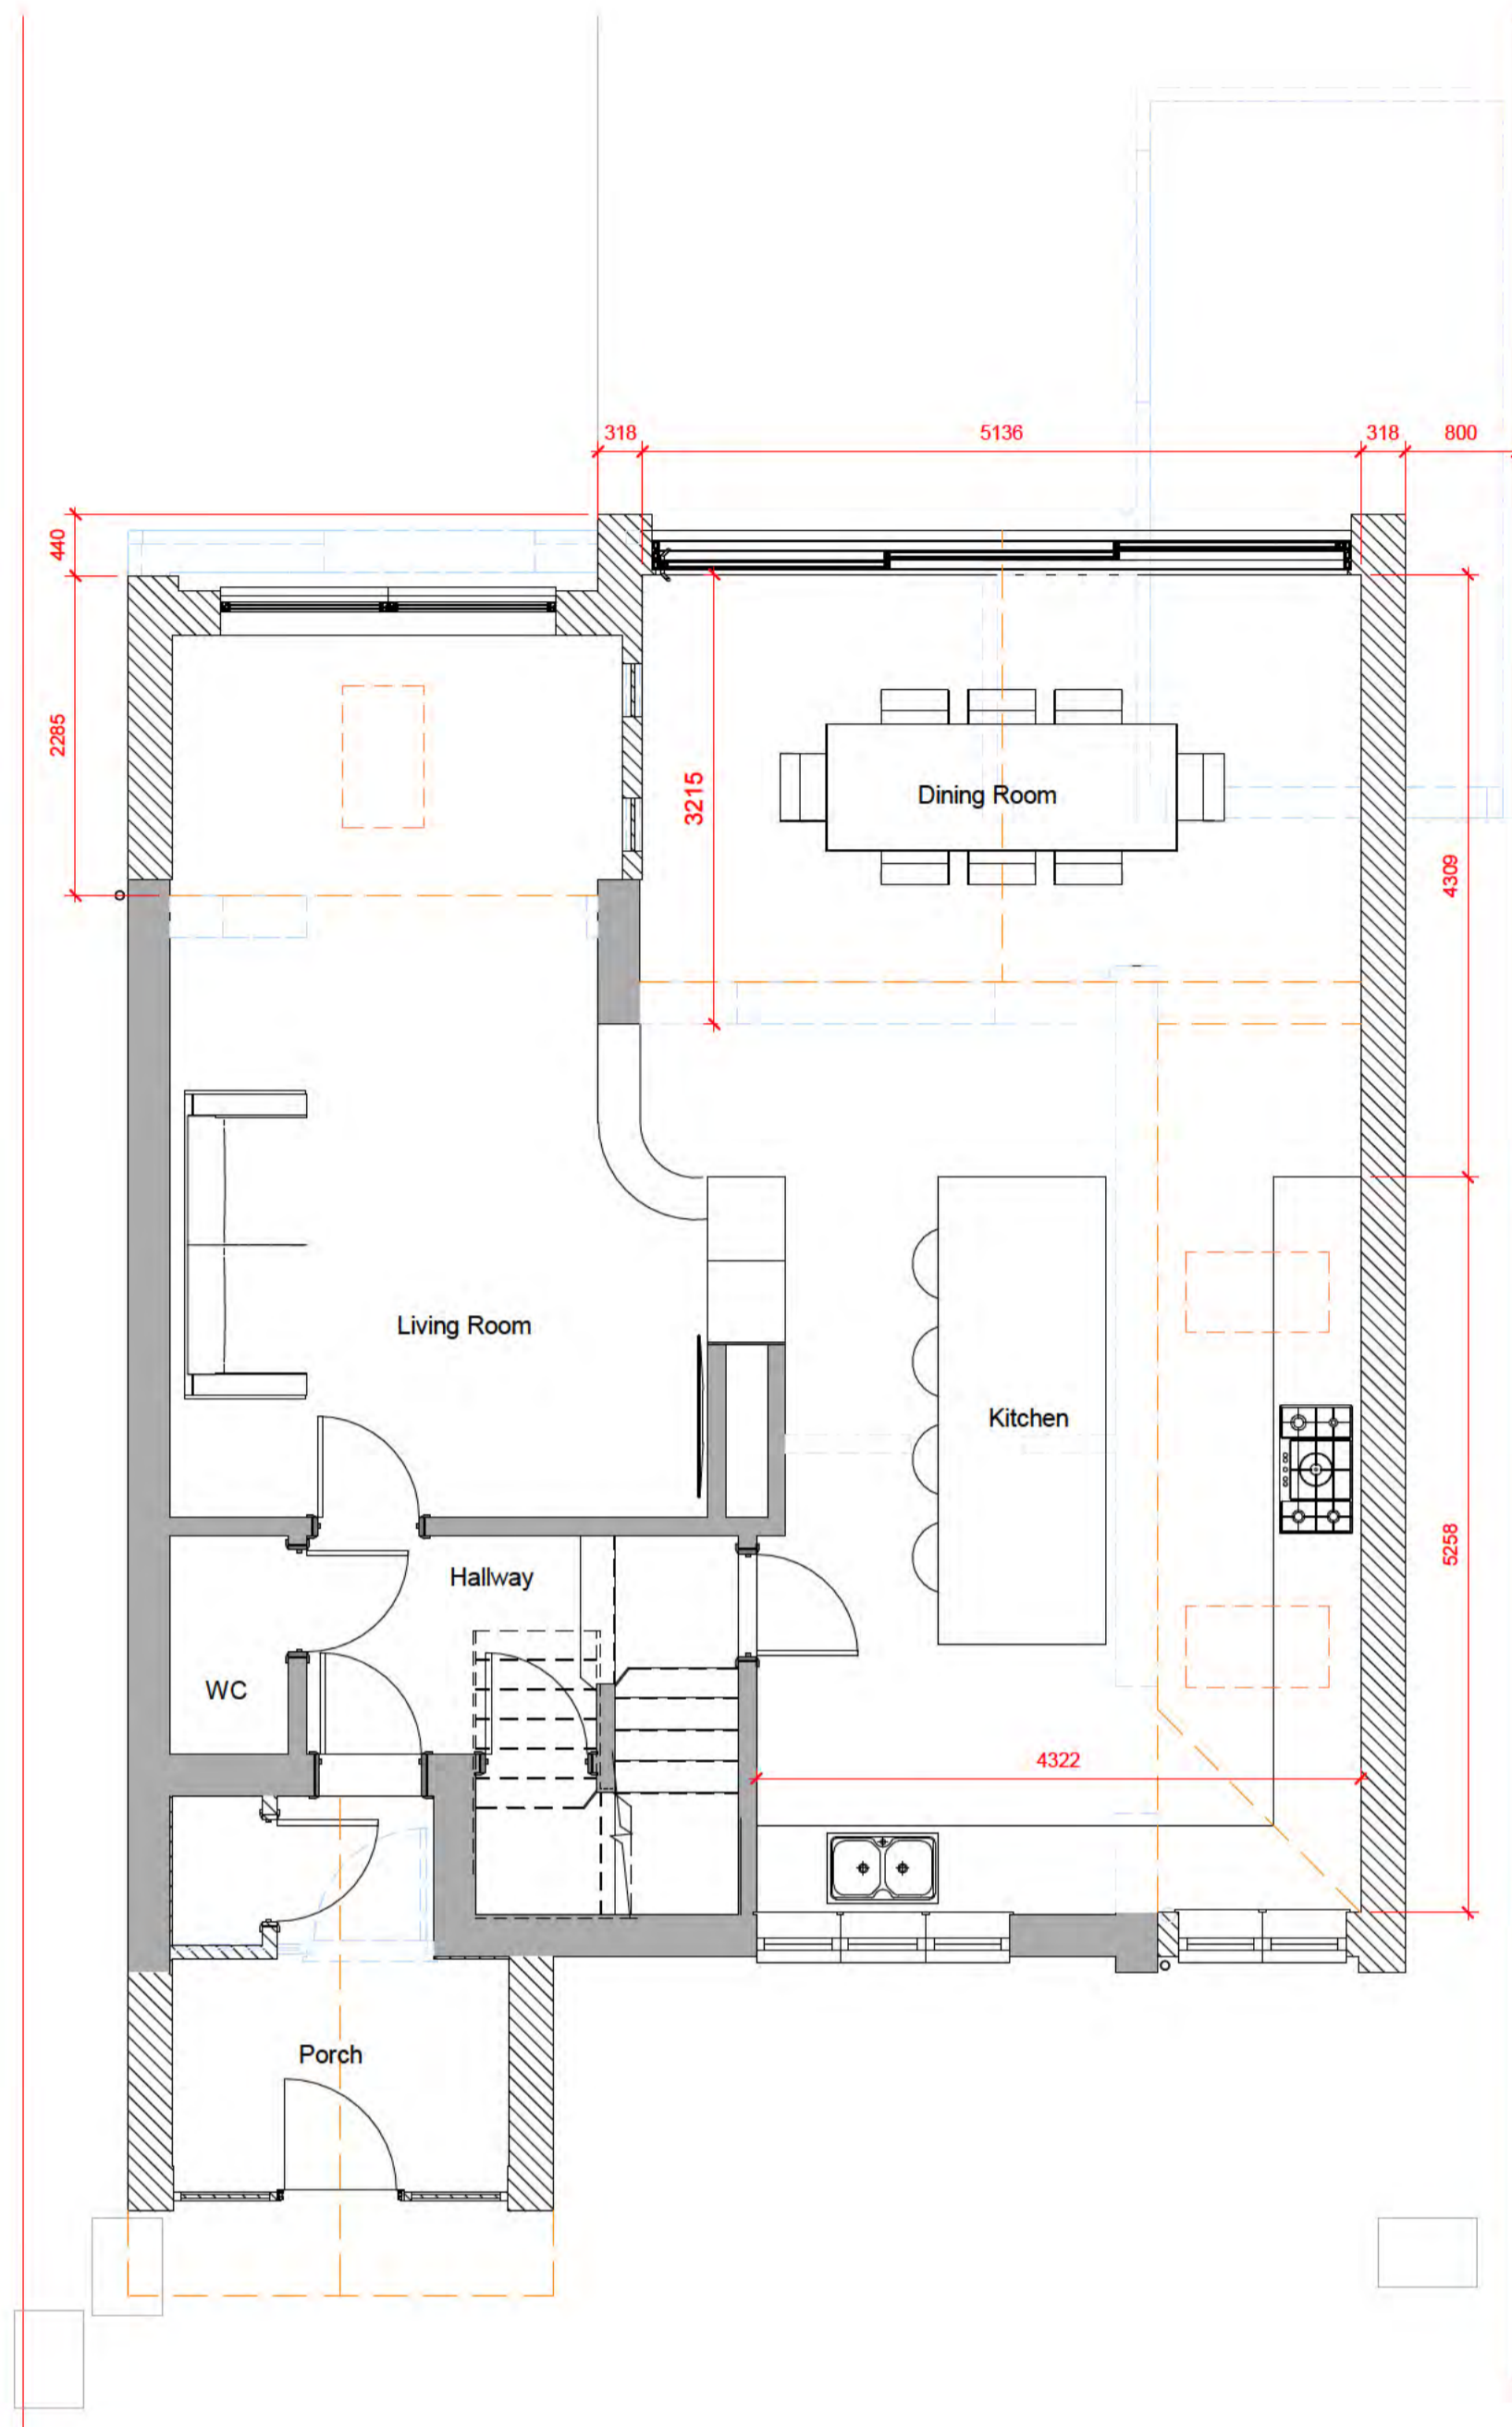 318
5136
318
800
440
2285
3215
Dining Room
4309
Living Room
Kitchen
Hallway
5258
WC
4322
Porch